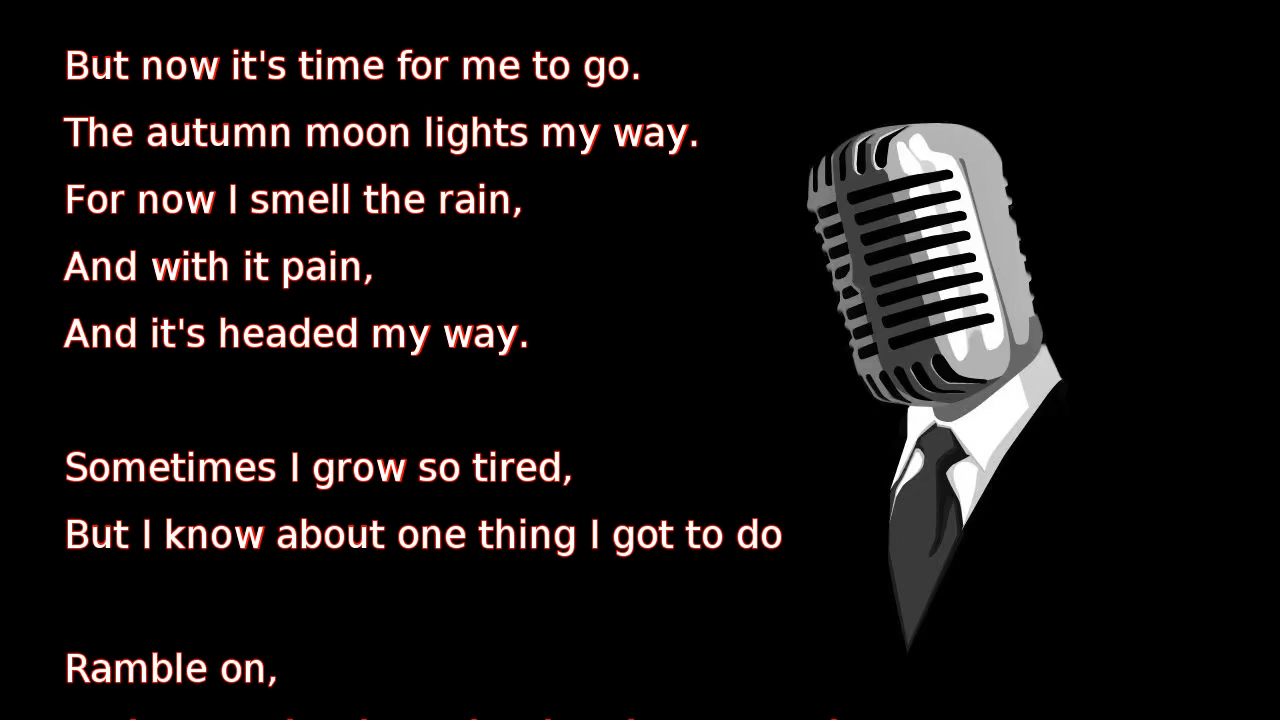 But now it's time for me to go.
The autumn moon lights my way.
For now I smell the rain,
And with it pain,
And it's headed my way.
Sometimes I grow so tired,
But I know about one thing I got to do
Ramble on,